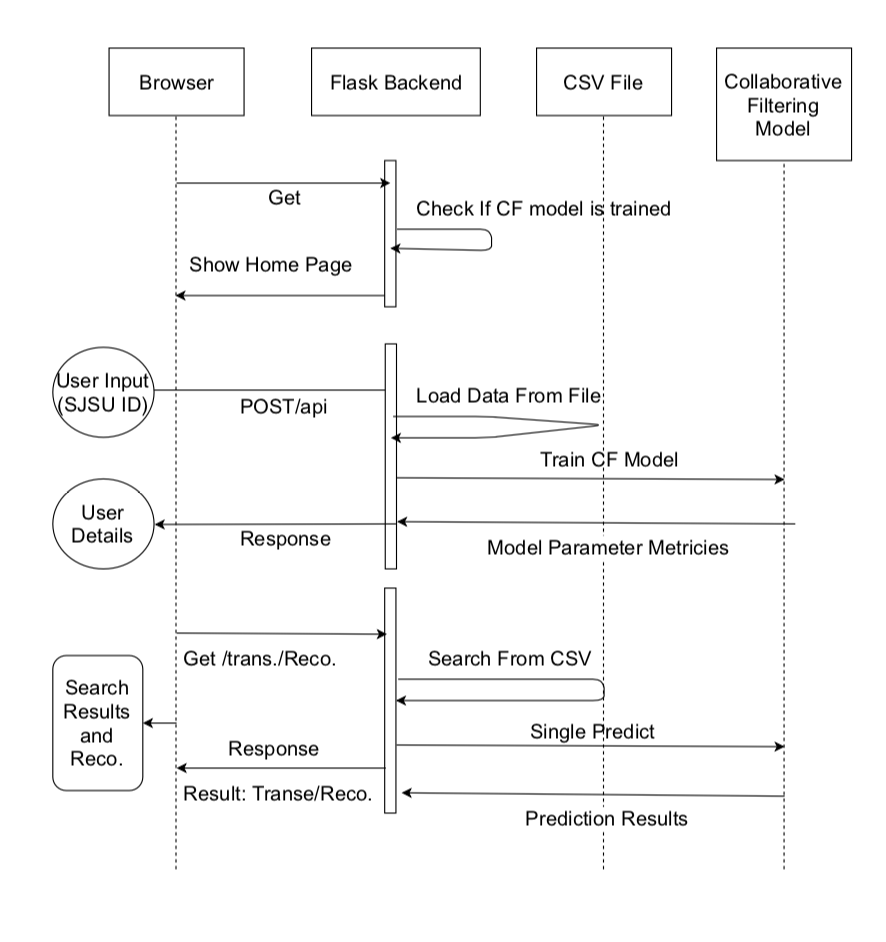 Browser
Flask Backend
CSV File
Collaborative
Filtering
Model
Get
Check If CF model is trained
Show Home Page
User Input
(SJSU ID)
POST/api
Load Data From File
Train CF Model
User
Details
Response
Model Parameter Metricies
Get /trans./Reco.
Search From CSV
Search
Results
and
Reco.
Single Predict
Response
Result: Transe/Reco.
Prediction Results